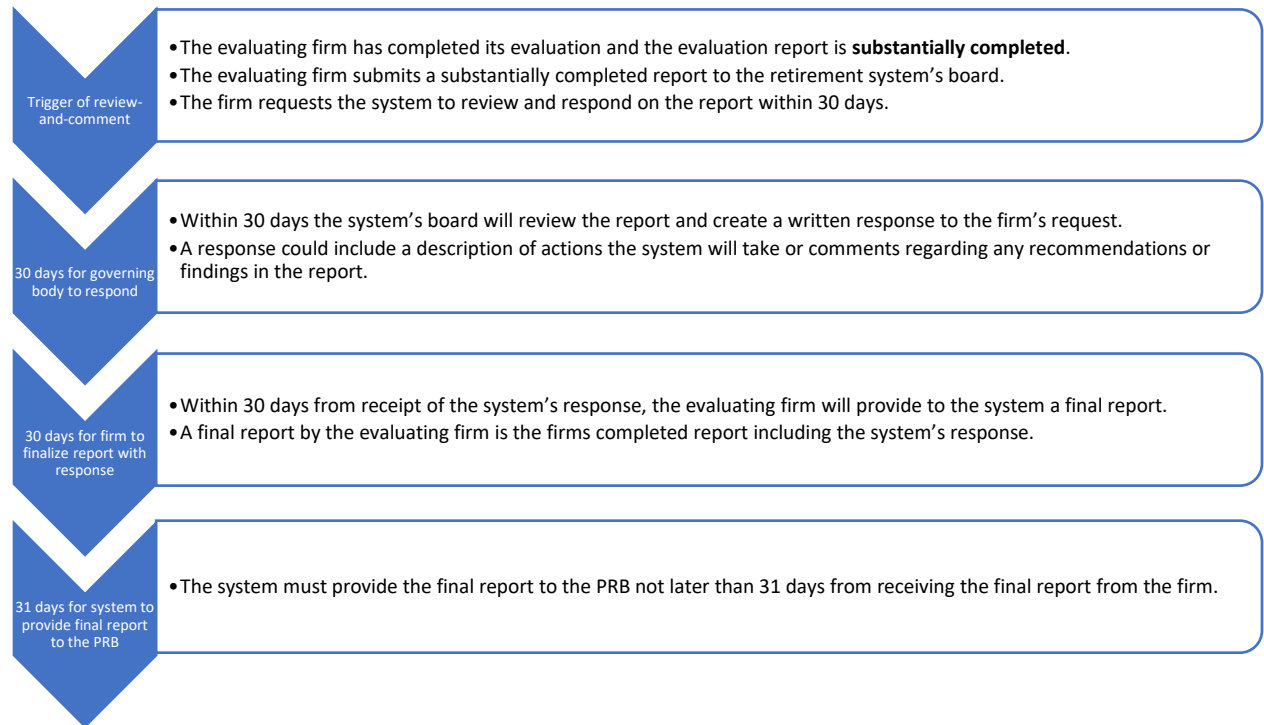 Trigger of review-
and-comment
•The evaluating firm has completed its evaluation and the evaluation report is substantially completed.
•The evaluating firm submits a substantially completed report to the retirement system's board.
•The firm requests the system to review and respond on the report within 30 days.
30 days for governing
body to respond
•Within 30 days the system's board will review the report and create a written response to the firm's request.
•A response could include a description of actions the system will take or comments regarding any recommendations or
findings in the report.
30 days for firm to
finalize report with
response
•Within 30 days from receipt of the system's response, the evaluating firm will provide to the system a final report.
•A final report by the evaluating firm is the firms completed report including the system's response.
31 days for system to
provide final report
to the PRB
•The system must provide the final report to the PRB not later than 31 days from receiving the final report from the firm.